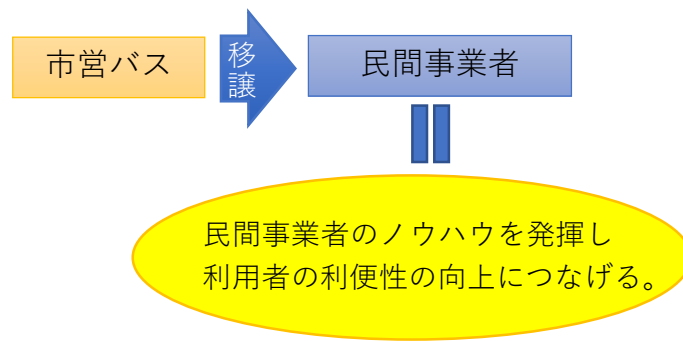 市営バス
移
譲
民間事業者
民間事業者のノウハウを発揮し
利用者の利便性の向上につなげる。